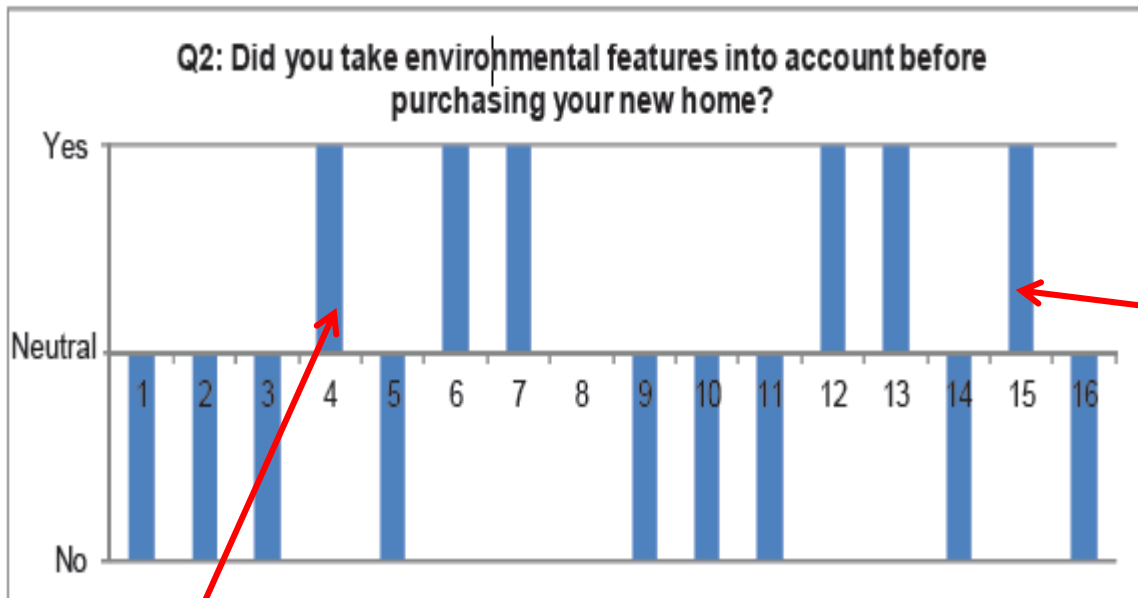 Q2: Did you take environmental features into account before
purchasing your new home?
Yes
Neutral
1 2 3 4 5 6 7 8 9 10 11 12 13 14 15 16
No